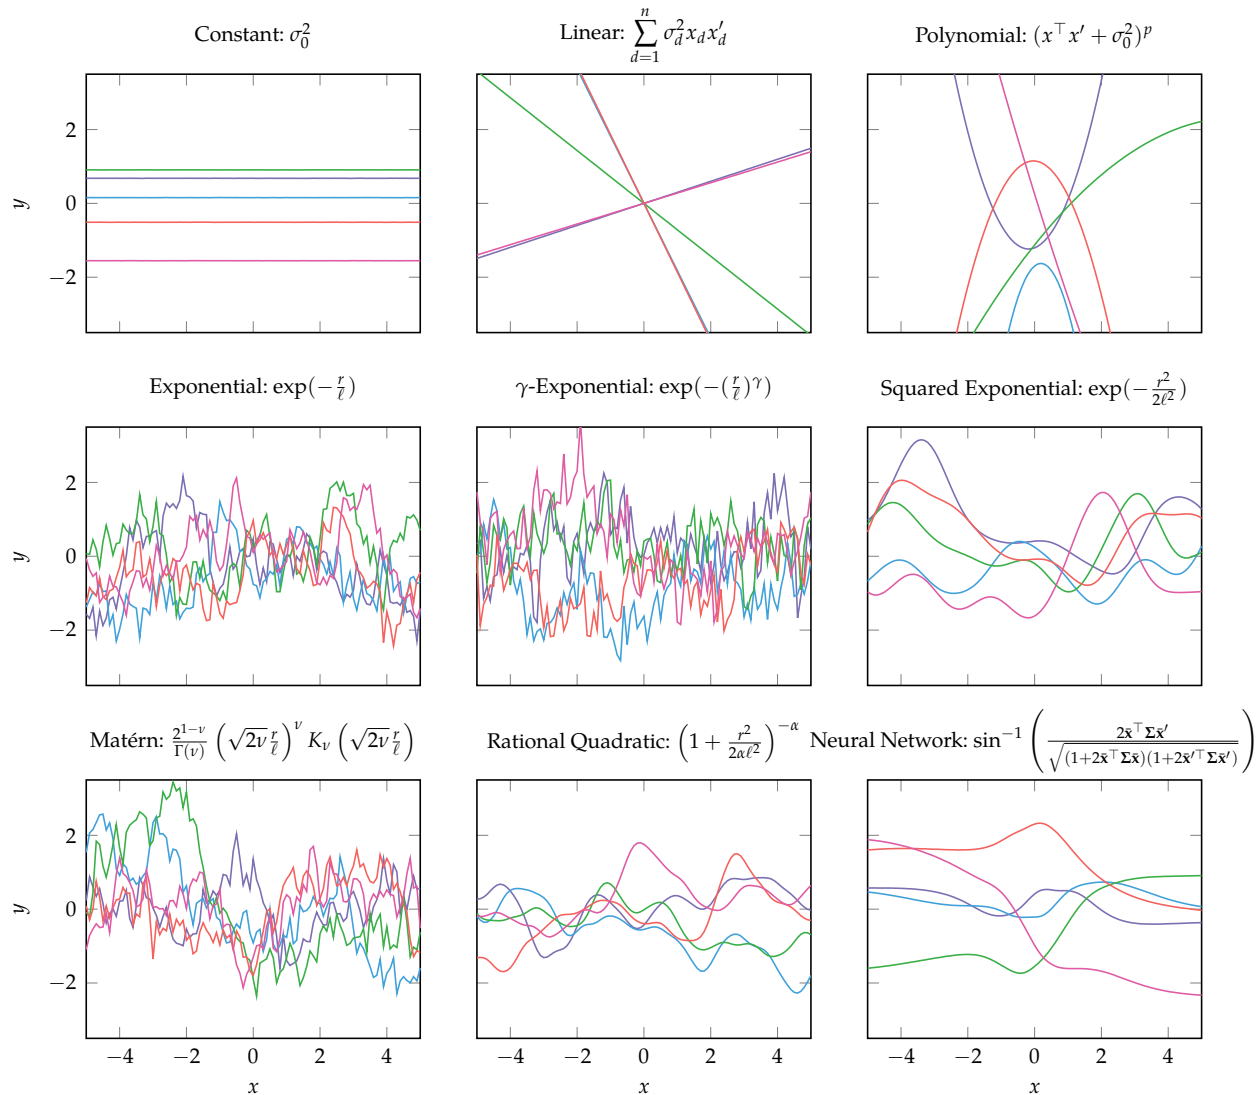 Constant: σ₀²
Linear: ∑_{d=1}^{n} σ_d² x_d x′_d
Polynomial: (x^⊤x′ + σ₀²)^p
2
0
−2
y
Exponential: exp(−r/ℓ)
γ-Exponential: exp(−(r/ℓ)^γ)
Squared Exponential: exp(−r²/2ℓ²)
2
0
−2
y
Matérn: 2^{1−ν}/Γ(ν) (√2ν r/ℓ)^ν K_ν (√2ν r/ℓ)
Rational Quadratic: (1 + r²/2αℓ²)^{−α}
Neural Network: sin⁻¹ (2x̄^⊤Σx̄′ / √(1+2x̄^⊤Σx̄)(1+2x̄′^⊤Σx̄′))
2
0
−2
y
−4 −2 0 2 4
−4 −2 0 2 4
−4 −2 0 2 4
x
x
x